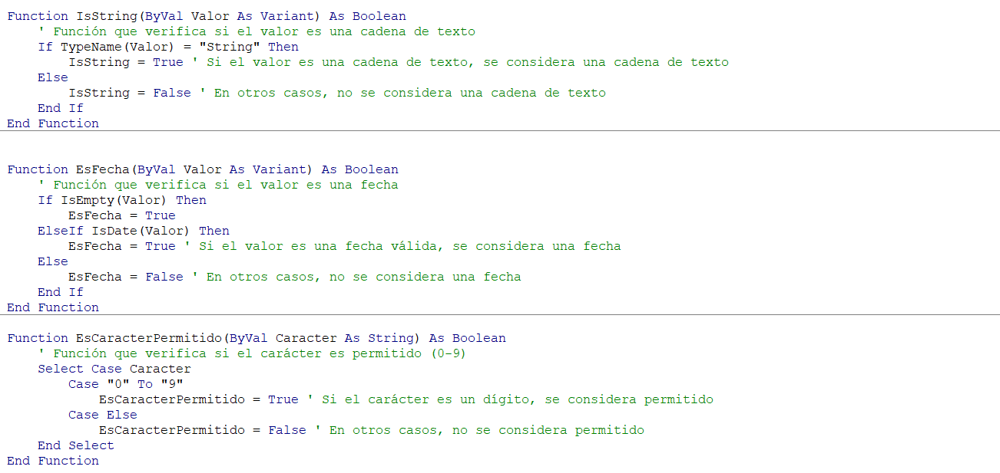 Function IsString(ByVal Valor As Variant) As Boolean
    ' Función que verifica si el valor es una cadena de texto
    If TypeName(Valor) = "String" Then
        IsString = True ' Si el valor es una cadena de texto, se considera una cadena de texto
    Else
        IsString = False ' En otros casos, no se considera una cadena de texto
    End If
End Function
Function EsFecha(ByVal Valor As Variant) As Boolean
    ' Función que verifica si el valor es una fecha
    If IsEmpty(Valor) Then
        EsFecha = True
    ElseIf IsDate(Valor) Then
        EsFecha = True ' Si el valor es una fecha válida, se considera una fecha
    Else
        EsFecha = False ' En otros casos, no se considera una fecha
    End If
End Function
Function EsCaracterPermitido(ByVal Caracter As String) As Boolean
    ' Función que verifica si el carácter es permitido (0-9)
    Select Case Caracter
        Case "0" To "9"
            EsCaracterPermitido = True ' Si el carácter es un dígito, se considera permitido
        Case Else
            EsCaracterPermitido = False ' En otros casos, no se considera permitido
    End Select
End Function